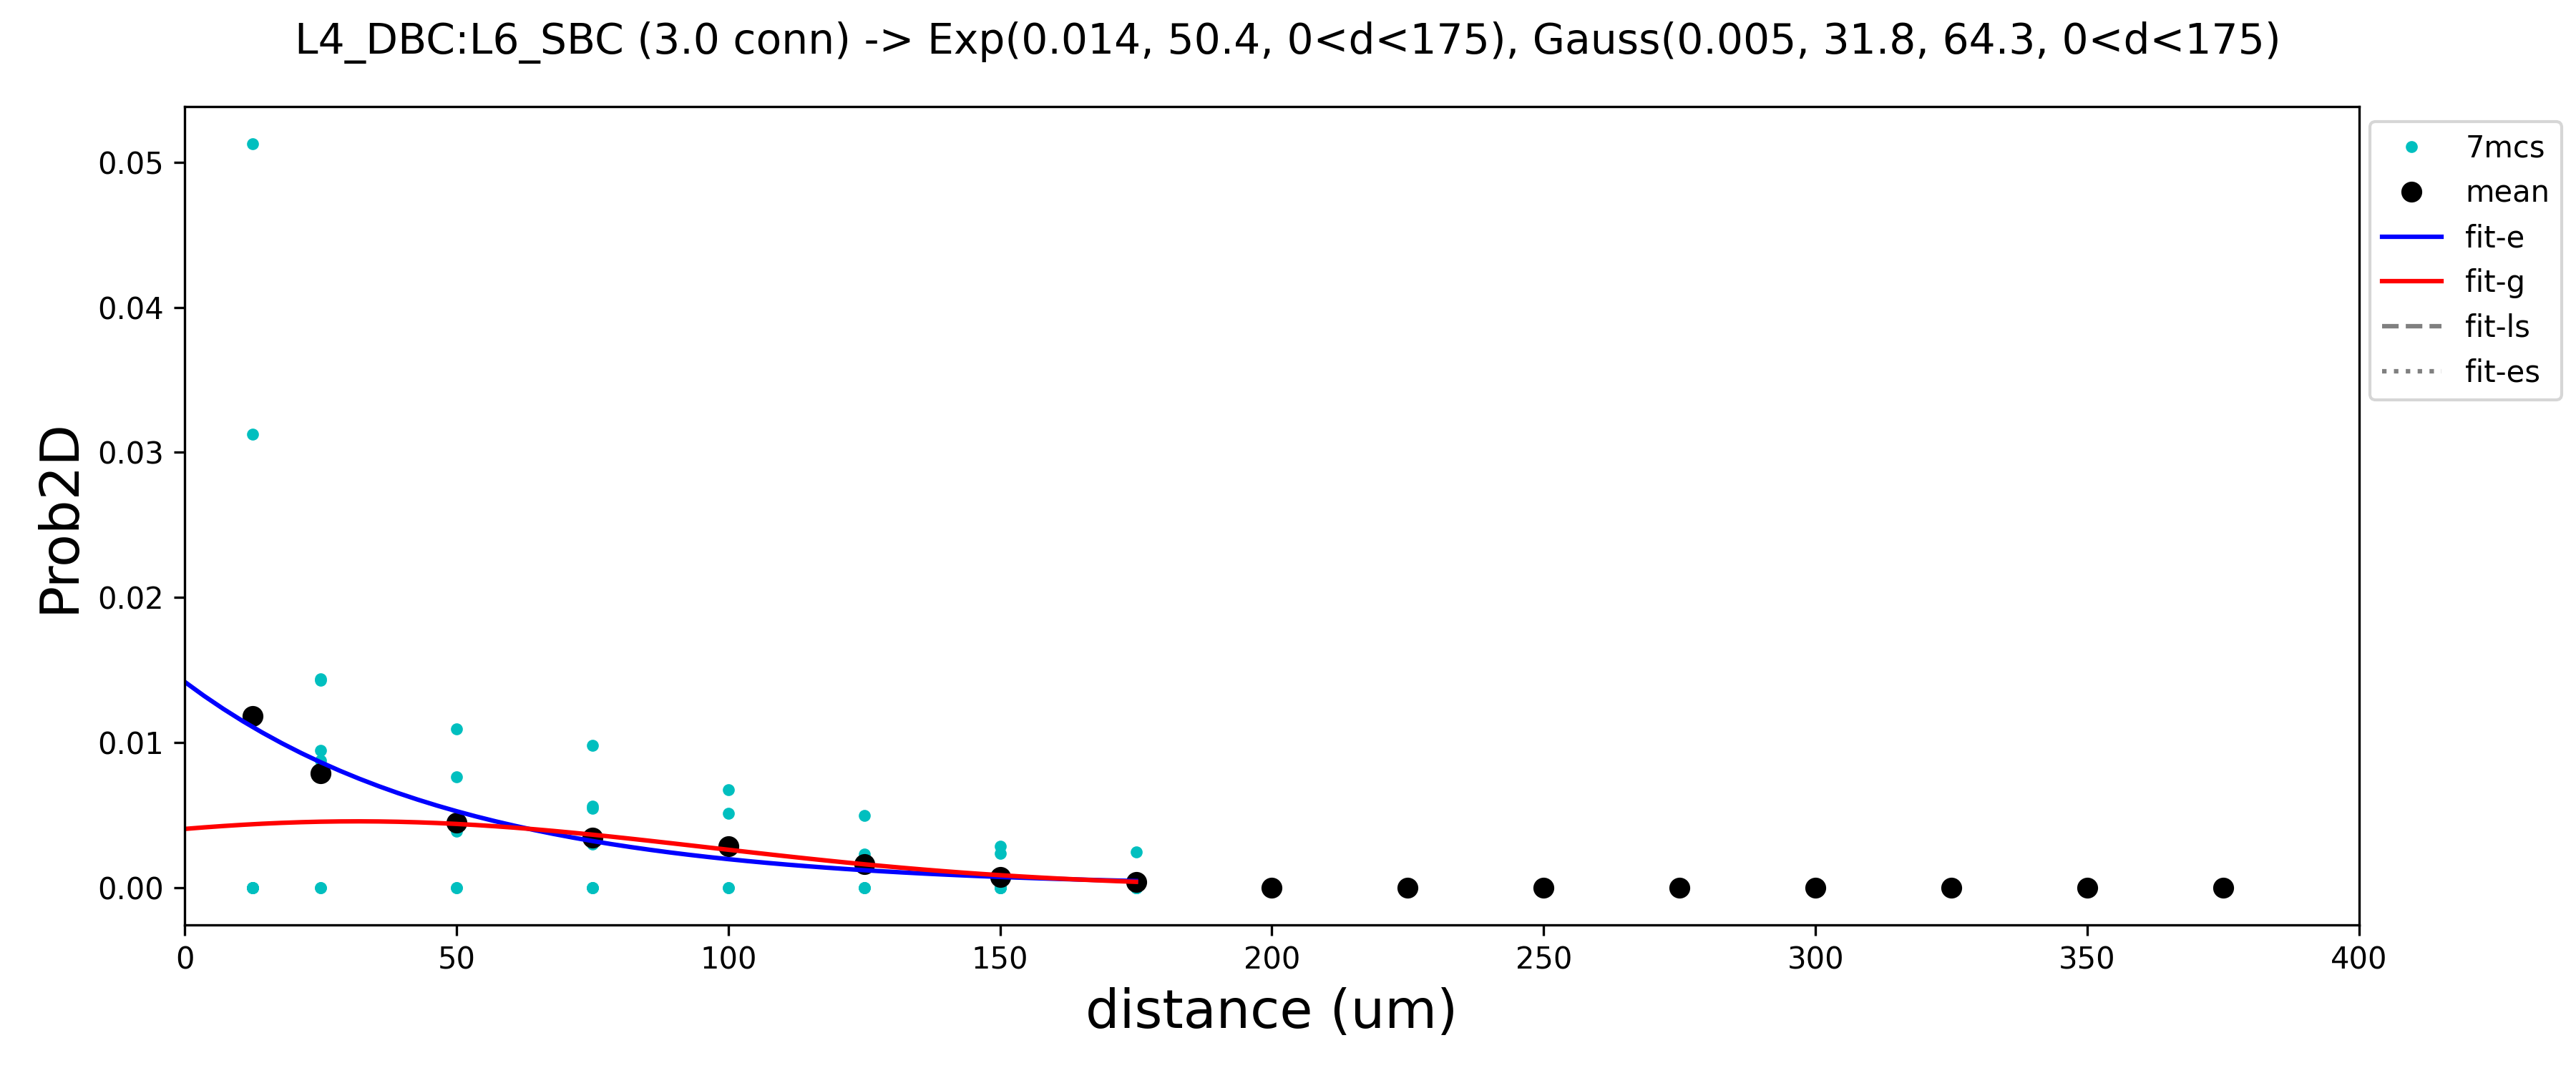 L4_DBC:L6_SBC (3.0 conn) -> Exp(0.014, 50.4, 0<d<175), Gauss(0.005, 31.8, 64.3, 0<d<175)
Prob2D
0.05
0.04
0.03
0.02
0.01
0.00
0 50 100 150 200 250 300 350 400
distance (um)
7mcs
mean
fit-e
fit-g
fit-ls
fit-es